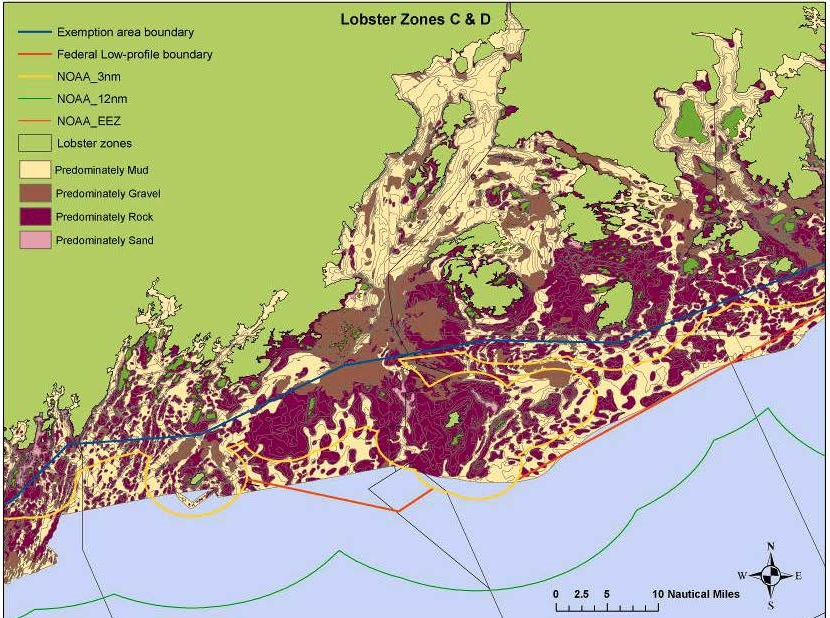 Lobster Zones C & D
Exemption area boundary
Federal Low-profile boundary
NOAA_3nm
NOAA_12nm
NOAA_EEZ
Lobster zones
Predominately Mud
Predominately Gravel
Predominately Rock
Predominately Sand
N
W E
S
0 2.5 5 10 Nautical Miles